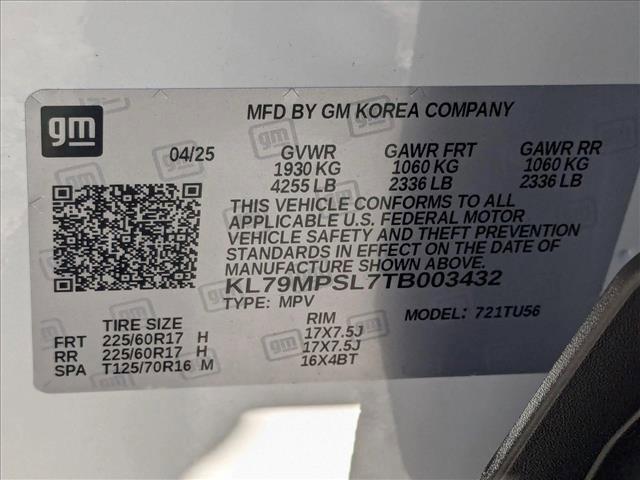 gm
MFD BY GM KOREA COMPANY
04/25 GVWR GAWR FRT GAWR RR
1930 KG 1060 KG 1060 KG
4255 LB 2336 LB 2336 LB
THIS VEHICLE CONFORMS TO ALL
APPLICABLE U.S. FEDERAL MOTOR
VEHICLE SAFETY AND THEFT PREVENTION
STANDARDS IN EFFECT ON THE DATE OF
MANUFACTURE SHOWN ABOVE.
KL79MPSL7TB003432
TYPE: MPV MODEL: 721TU56
TIRE SIZE RIM
FRT 225/60R17 H 17X7.5J
RR 225/60R17 H 17X7.5J
SPA T125/70R16 M 16X4BT